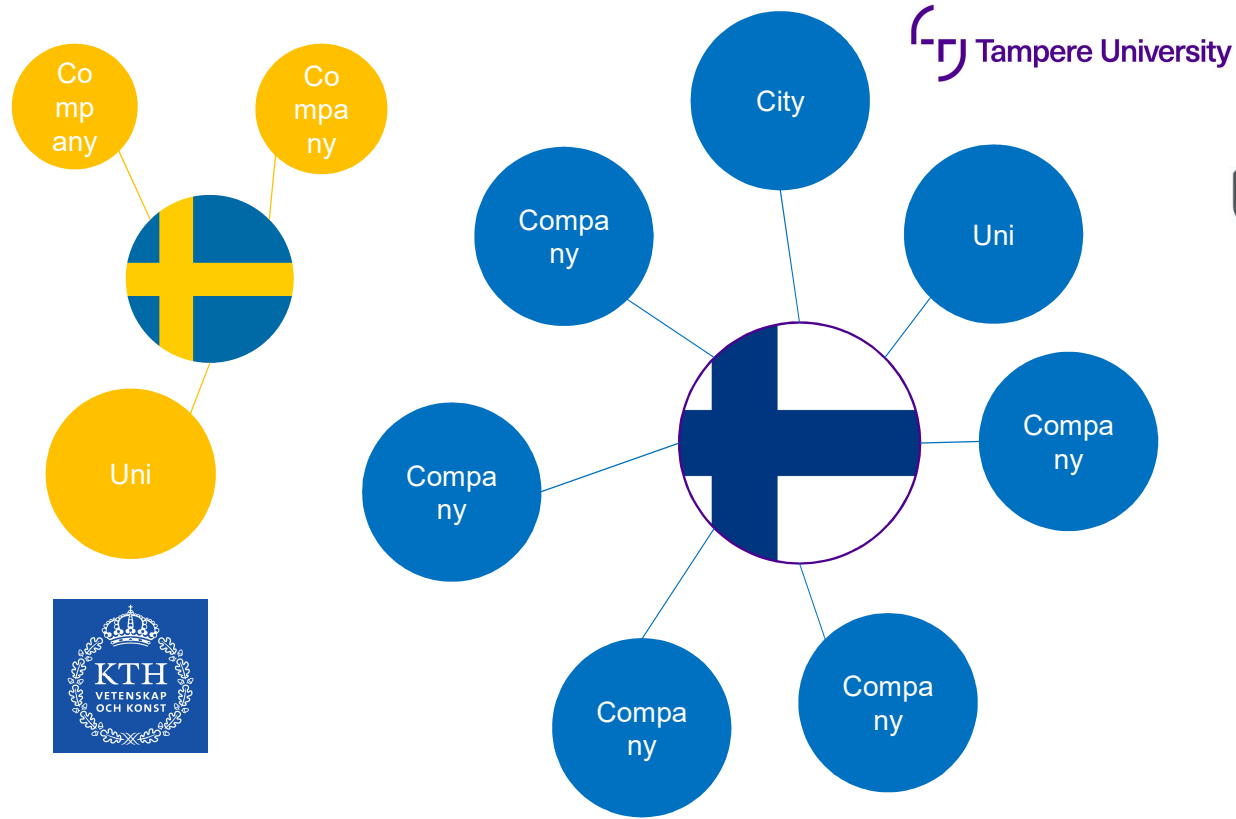 Co
mp
any
Co
mpa
ny
Uni
KTH
VETENSKAP
OCH KONST
Tampere University
City
Compa
ny
Uni
Compa
ny
Compa
ny
Compa
ny
Compa
ny